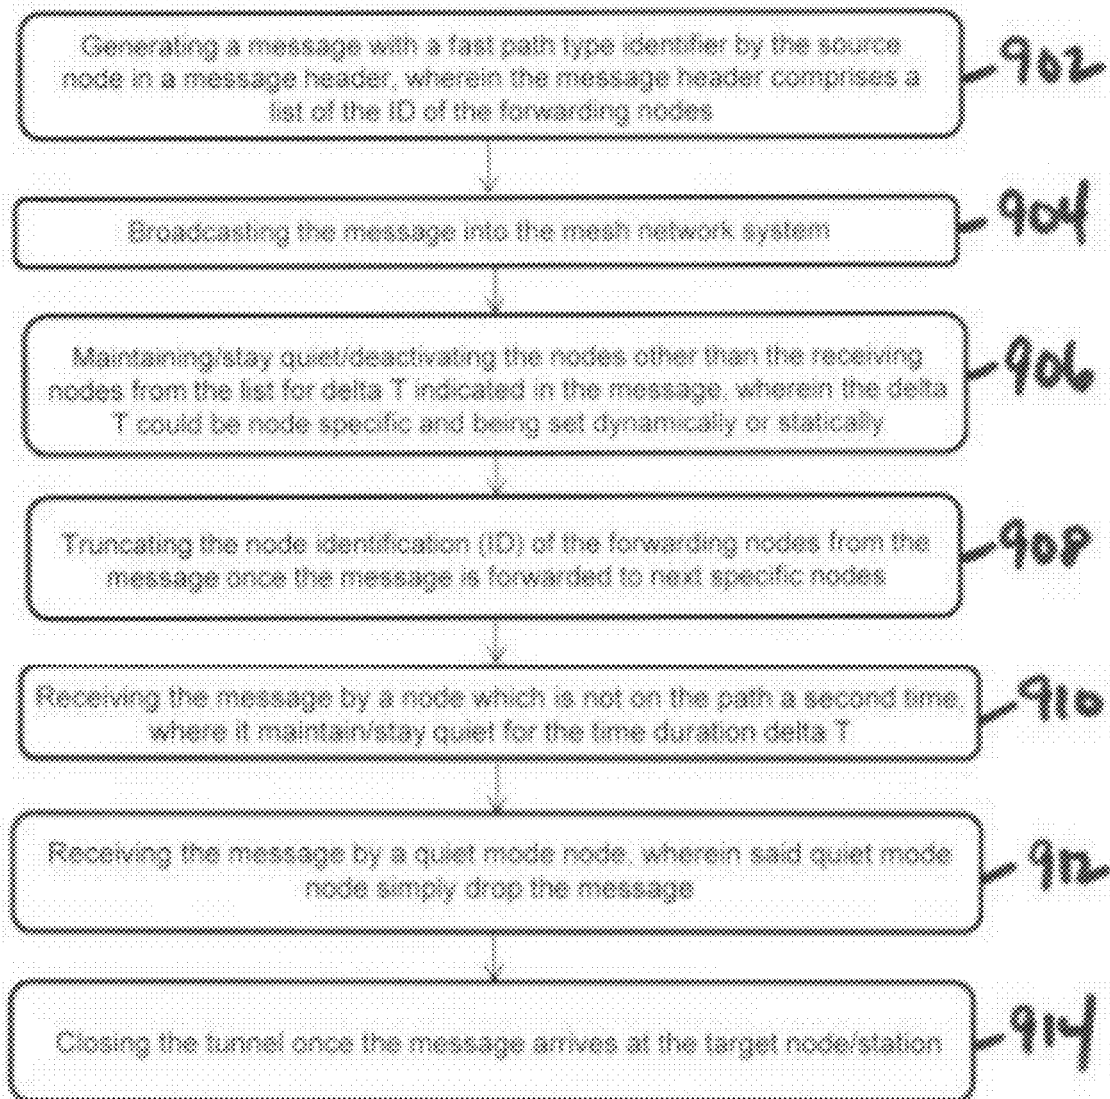 Generating a message with a fast path type identifier by the source
node in a message header, wherein the message header comprises a
list of the ID of the forwarding nodes
902
Broadcasting the message into the mesh network system
904
Maintaining/stay quiet/deactivating the nodes other than the receiving
nodes from the list for delta T indicated in the message, wherein the delta
T could be node specific and being set dynamically or statically
906
Truncating the node identification (ID) of the forwarding nodes from the
message once the message is forwarded to next specific nodes
908
Receiving the message by a node which is not on the path a second time,
where it maintain/stay quiet for the time duration delta T
910
Receiving the message by a quiet mode node, wherein said quiet mode
node simply drop the message
912
Closing the tunnel once the message arrives at the target node/station
914